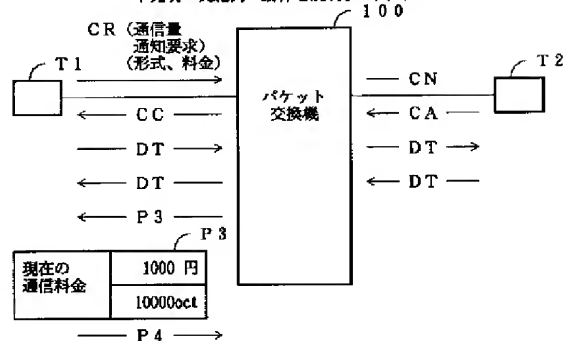 100
CR (通信量
通知要求)
(形式、料金)
T1
T2
パケット
交換機
CN
CC
CA
DT
DT
DT
DT
P3
P3
現在の
通信料金
1000 円
10000oct
P4